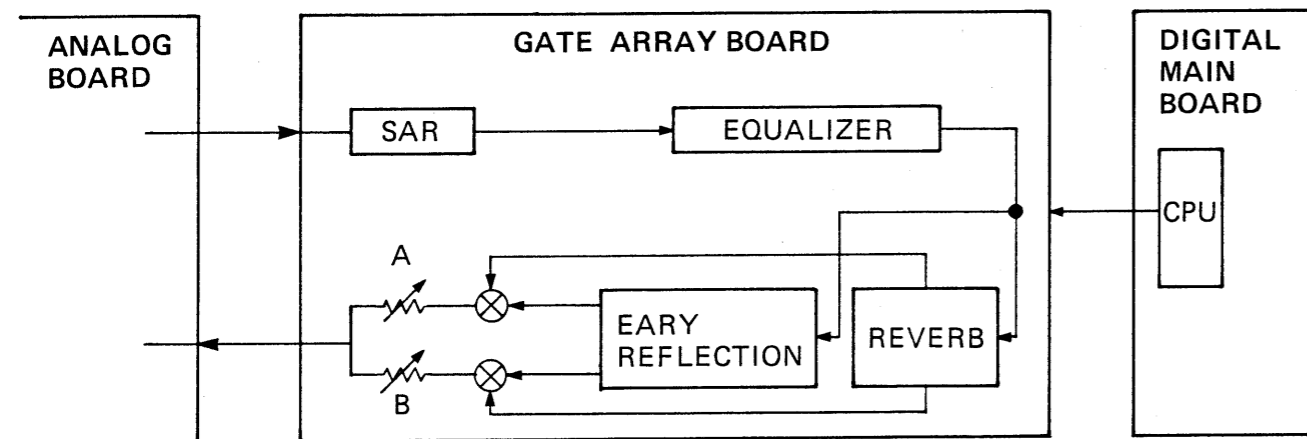 ANALOG
BOARD
GATE ARRAY BOARD
DIGITAL
MAIN
BOARD
SAR
EQUALIZER
CPU
A
EARY
REFLECTION
REVERB
B